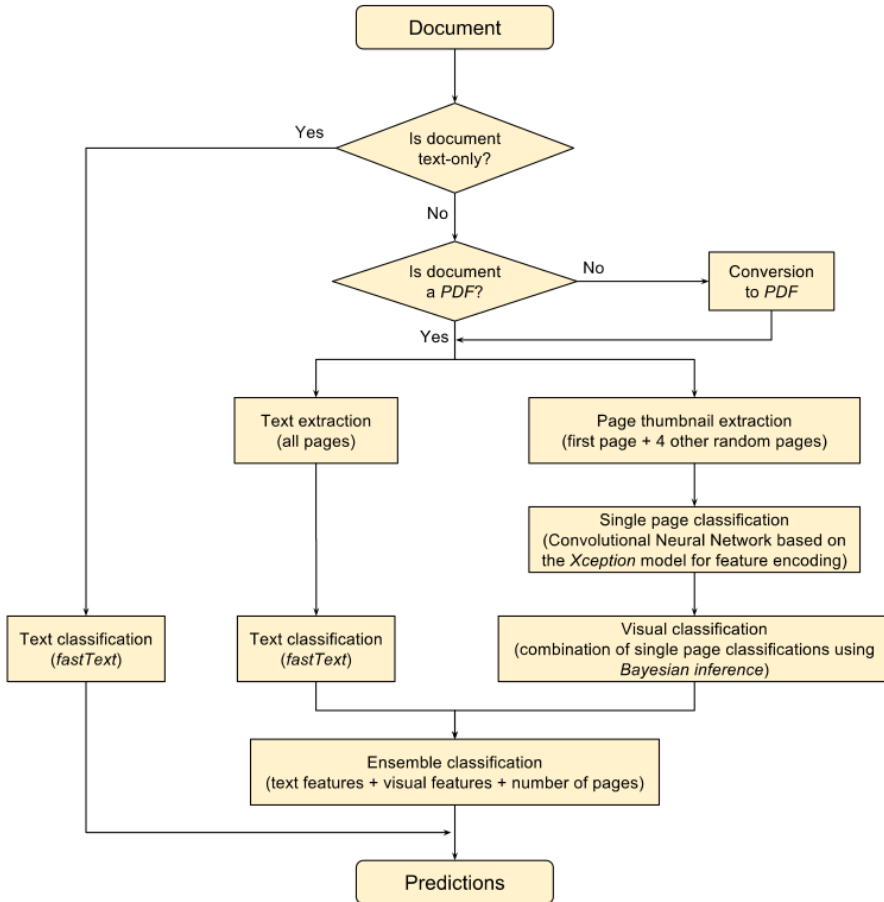 Document
Yes
Is document
text-only?
No
Is document
a PDF?
No
Conversion
to PDF
Yes
Text extraction
(all pages)
Page thumbnail extraction
(first page + 4 other random pages)
Single page classification
(Convolutional Neural Network based on
the Xception model for feature encoding)
Text classification
(fastText)
Text classification
(fastText)
Visual classification
(combination of single page classifications using
Bayesian inference)
Ensemble classification
(text features + visual features + number of pages)
Predictions